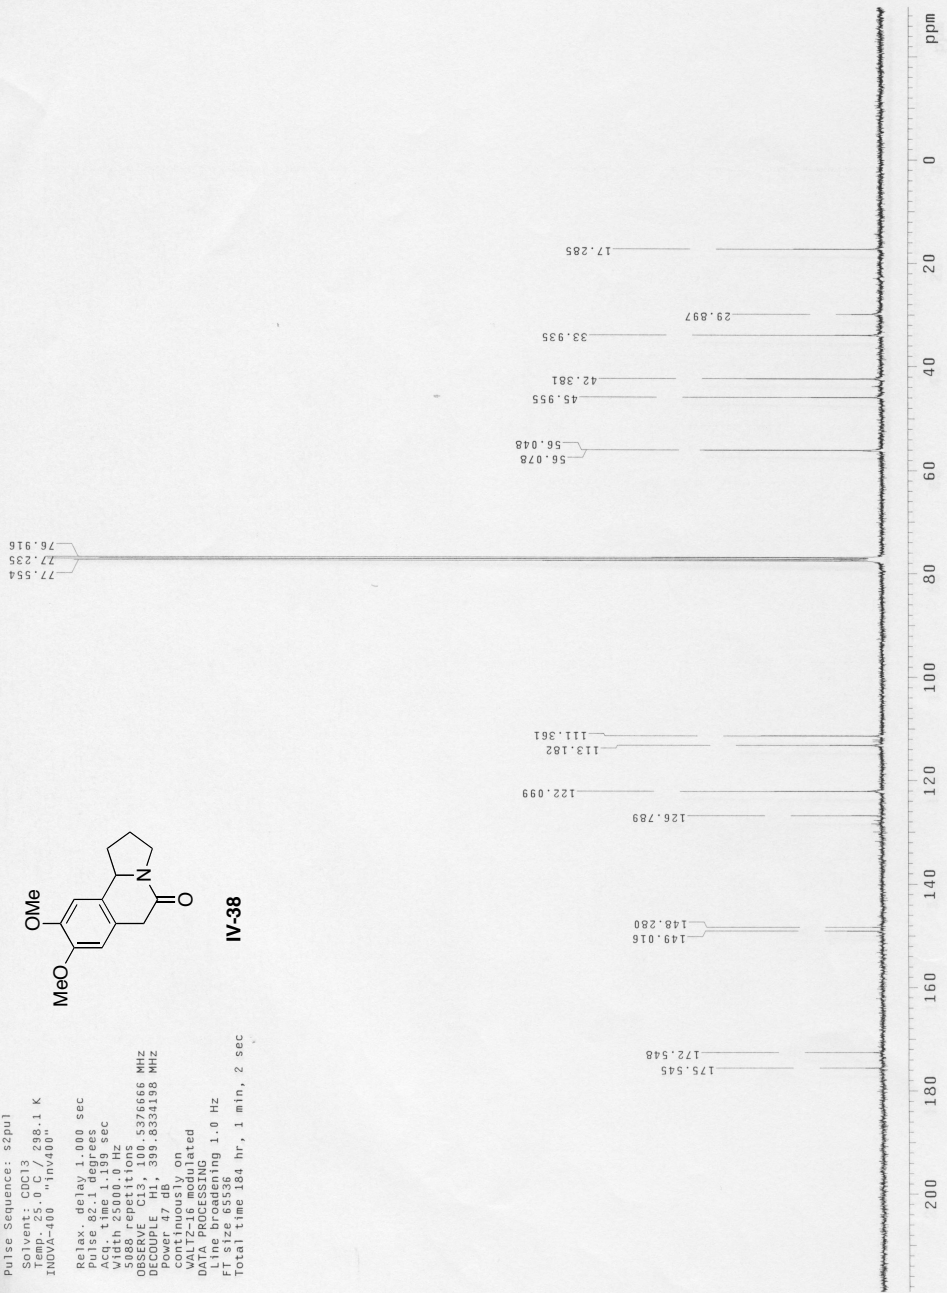 Pulse Sequence: s2pul
Solvent: CDCl3
Temp. 25.0 C / 298.1 K
INOVA-400 "inv400"
Relax. delay 1.000 sec
Pulse 82.1 degrees
Acq. time 1.199 sec
Width 25000.0 Hz
5088 repetitions
OBSERVE C13, 100.5376666 MHz
DECOUPLE H1, 399.8334198 MHz
Power 47 dB
continuously on
WALTZ-16 modulated
DATA PROCESSING
Line broadening 1.0 Hz
FT size 65536
Total time 184 hr, 1 min, 2 sec
MeO
OMe
N
O
IV-38
175.545
172.548
149.016
148.280
126.789
122.099
113.182
111.361
77.554
77.235
76.916
56.078
56.048
45.955
42.381
33.935
29.897
17.285
200
180
160
140
120
100
80
60
40
20
0
ppm